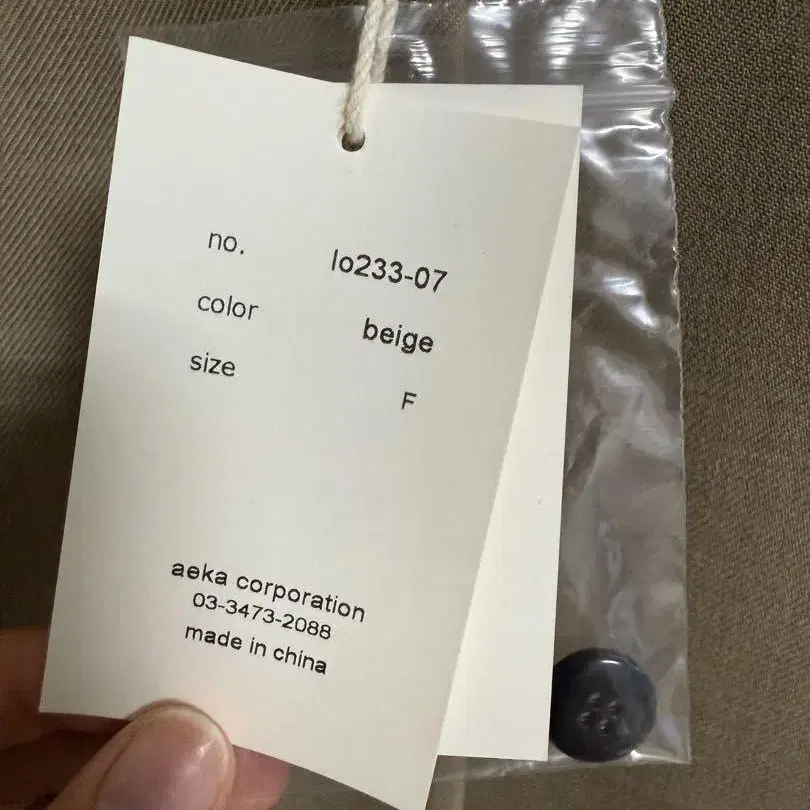 no. lo233-07
color beige
size F
aeka corporation
03-3473-2088
made in china